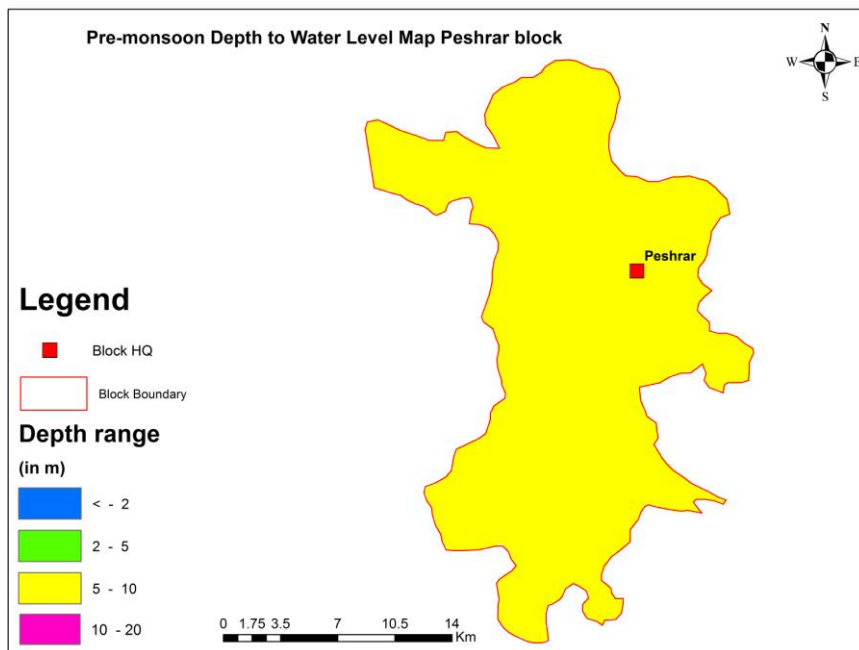 Pre-monsoon Depth to Water Level Map Peshrar block
N
W E
S
Peshrar
Legend
Block HQ
Block Boundary
Depth range
(in m)
< - 2
2 - 5
5 - 10
10 - 20
0 1.75 3.5 7 10.5 14
Km